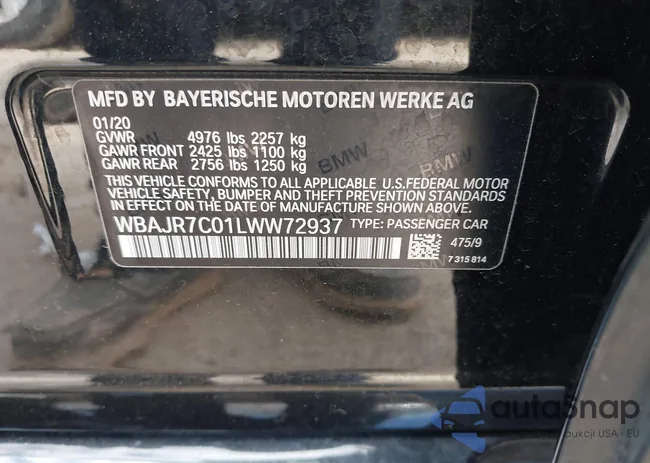 MFD BY BAYERISCHE MOTOREN WERKE AG
01/20
GVWR 4976 lbs 2257 kg
GAWR FRONT 2425 lbs 1100 kg
GAWR REAR 2756 lbs 1250 kg
THIS VEHICLE CONFORMS TO ALL APPLICABLE U.S.FEDERAL MOTOR
VEHICLE SAFETY, BUMPER, AND THEFT PREVENTION STANDARDS
IN EFFECT ON THE DATE OF MANUFACTURE SHOWN ABOVE.
WBAJR7C01LWW72937 TYPE: PASSENGER CAR
475/9
7 315 814
BMW
BMW
autoSnap
aukcji USA i EU